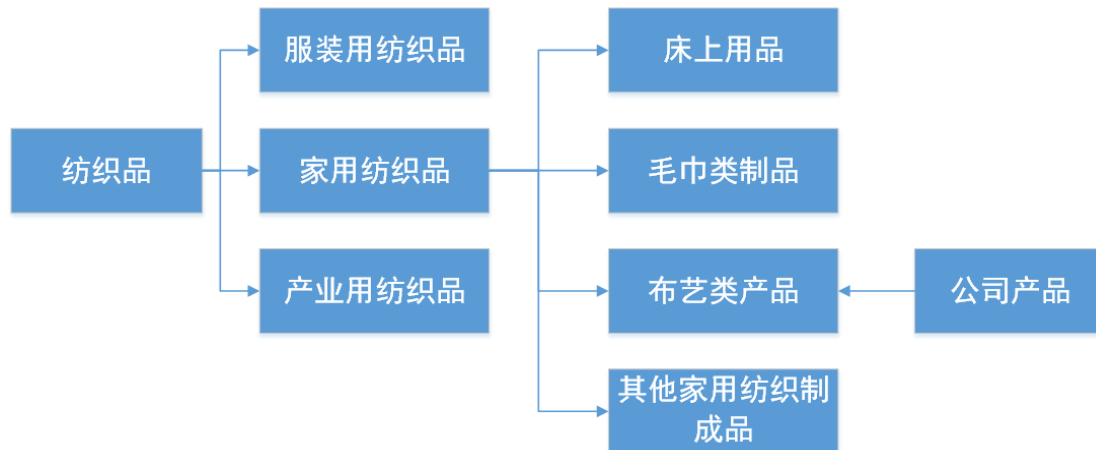 服装用纺织品
床上用品
纺织品
家用纺织品
毛巾类制品
产业用纺织品
布艺类产品
公司产品
其他家用纺织制
成品